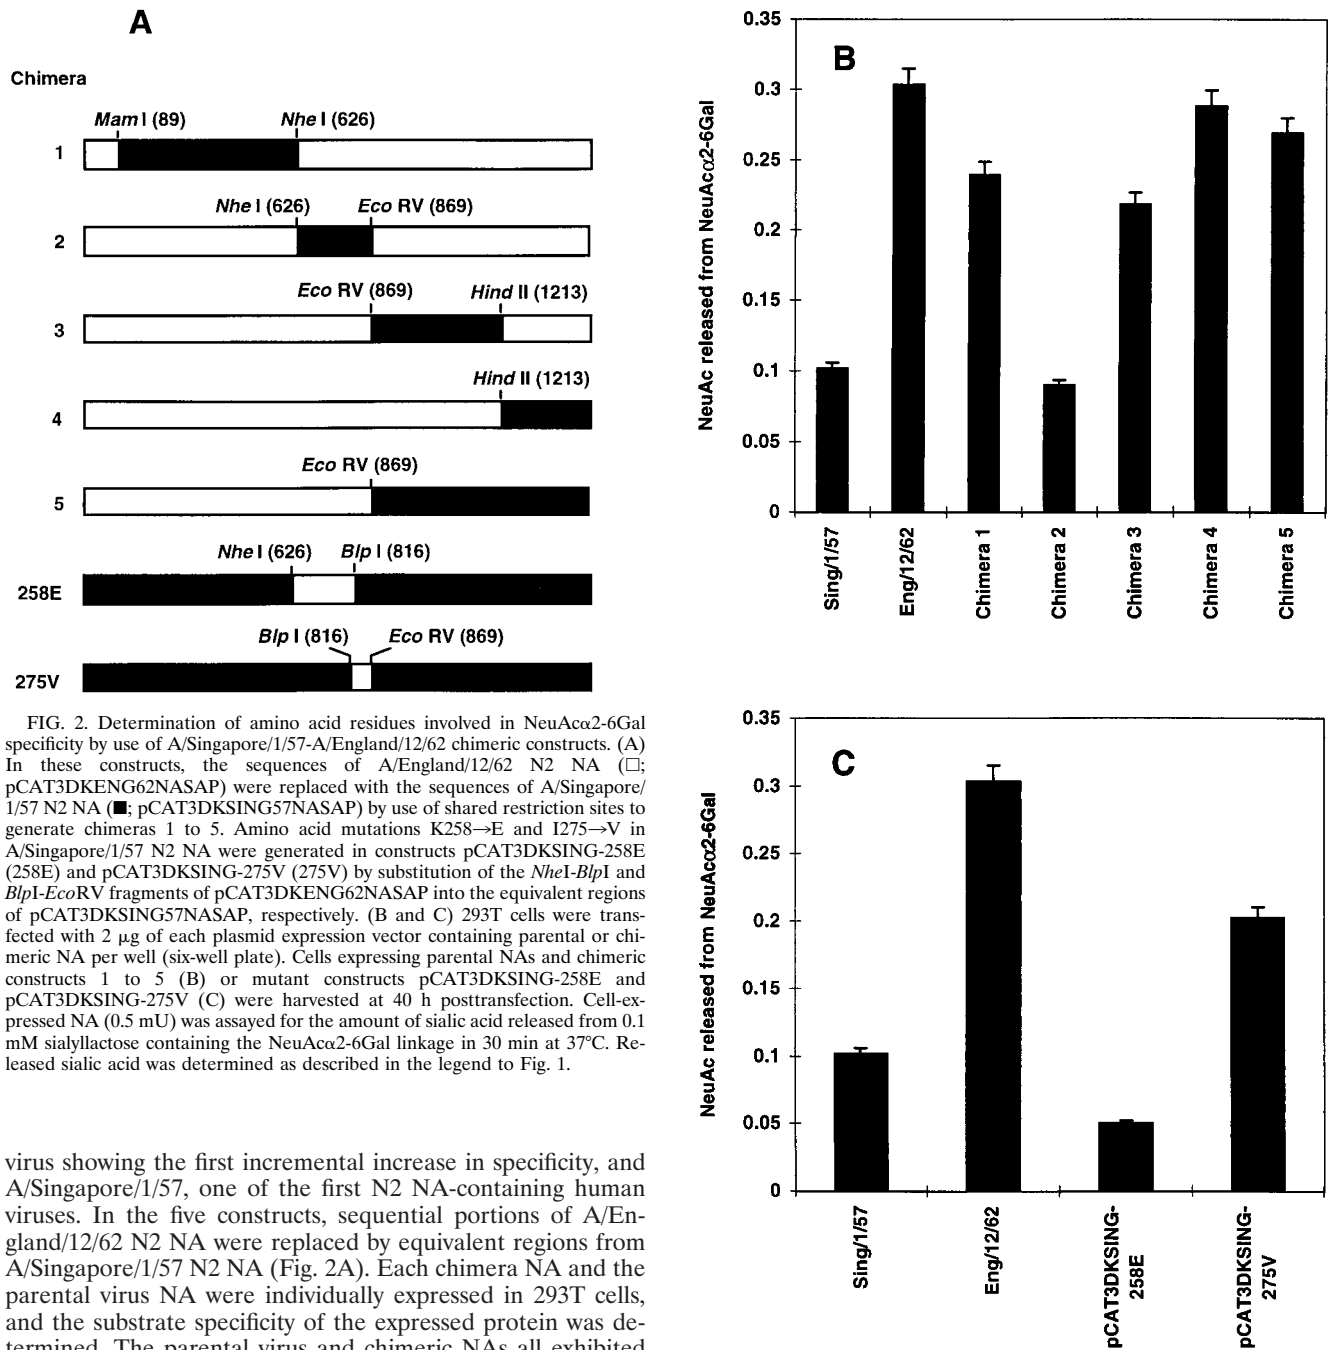 A
Chimera
Mam I (89) Nhe I (626)
1
Nhe I (626) Eco RV (869)
2
Eco RV (869) Hind II (1213)
3
Hind II (1213)
4
Eco RV (869)
5
Nhe I (626) Blp I (816)
258E
Blp I (816) Eco RV (869)
275V
FIG. 2. Determination of amino acid residues involved in NeuAcα2-6Gal
specificity by use of A/Singapore/1/57-A/England/12/62 chimeric constructs. (A)
In these constructs, the sequences of A/England/12/62 N2 NA (□;
pCAT3DKENG62NASAP) were replaced with the sequences of A/Singapore/
1/57 N2 NA (■; pCAT3DKSING57NASAP) by use of shared restriction sites to
generate chimeras 1 to 5. Amino acid mutations K258→E and I275→V in
A/Singapore/1/57 N2 NA were generated in constructs pCAT3DKSING-258E
(258E) and pCAT3DKSING-275V (275V) by substitution of the NheI-BlpI and
BlpI-EcoRV fragments of pCAT3DKENG62NASAP into the equivalent regions
of pCAT3DKSING57NASAP, respectively. (B and C) 293T cells were trans-
fected with 2 μg of each plasmid expression vector containing parental or chi-
meric NA per well (six-well plate). Cells expressing parental NAs and chimeric
constructs 1 to 5 (B) or mutant constructs pCAT3DKSING-258E and
pCAT3DKSING-275V (C) were harvested at 40 h posttransfection. Cell-ex-
pressed NA (0.5 mU) was assayed for the amount of sialic acid released from 0.1
mM sialyllactose containing the NeuAcα2-6Gal linkage in 30 min at 37°C. Re-
leased sialic acid was determined as described in the legend to Fig. 1.
virus showing the first incremental increase in specificity, and
A/Singapore/1/57, one of the first N2 NA-containing human
viruses. In the five constructs, sequential portions of A/En-
gland/12/62 N2 NA were replaced by equivalent regions from
A/Singapore/1/57 N2 NA (Fig. 2A). Each chimera NA and the
parental virus NA were individually expressed in 293T cells,
and the substrate specificity of the expressed protein was de-
termined. The parental virus and chimeric NAs all exhibited
B
NeuAc released from NeuAcα2-6Gal
0.35
0.3
0.25
0.2
0.15
0.1
0.05
0
Sing/1/57
Eng/12/62
Chimera 1
Chimera 2
Chimera 3
Chimera 4
Chimera 5
C
NeuAc released from NeuAcα2-6Gal
0.35
0.3
0.25
0.2
0.15
0.1
0.05
0
Sing/1/57
Eng/12/62
pCAT3DKSING-
258E
pCAT3DKSING-
275V